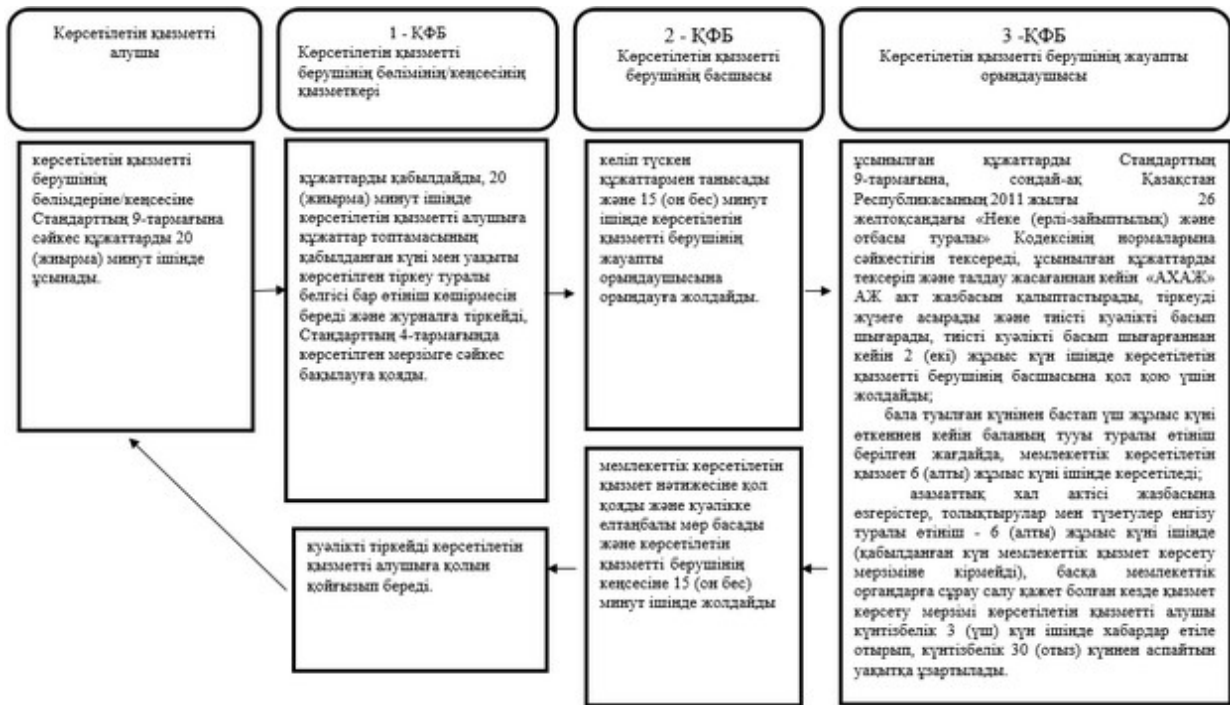 Көрсетілетін қызметті
алушы
1 - ҚФБ
Көрсетілетін қызметті
берушінің бөлімінің/кеңсесінің
қызметкері
2 - ҚФБ
Көрсетілетін қызметті
берушінің басшысы
3 -ҚФБ
Көрсетілетін қызметті берушінің жауапты
орындаушысы
көрсетілетін қызметті
берушінің
бөлімдеріне/кеңсесіне
Стандарттың 9-тармағына
сәйкес құжаттарды 20
(жиырма) минут ішінде
ұсынады.
құжаттарды қабылдайды, 20
(жиырма) минут ішінде
көрсетілетін қызметті алушыға
құжаттар топтамасының
қабылданған күні мен уақыты
көрсетілген тіркеу туралы
белгісі бар өтініш көшірмесін
береді және журналға тіркейді,
Стандарттың 4-тармағында
көрсетілген мерзімге сәйкес
бақылауға қояды.
келіп түскен
құжаттармен танысады
және 15 (он бес) минут
ішінде көрсетілетін
қызметті берушінің
жауапты
орындаушысына
орындауға жолдайды.
ұсынылған құжаттарды Стандарттың
9-тармағына, сондай-ақ Қазақстан
Республикасының 2011 жылғы 26
желтоқсандағы «Неке (ерлі-зайыптылық) және
отбасы туралы» Кодексінің нормаларына
сәйкестігін тексереді, ұсынылған құжаттарды
тексеріп және талдау жасағаннан кейін «АХАЖ»
АЖ акт жазбасын қалыптастырады, тіркеуді
жүзеге асырады және тиісті куәлікті басып
шығарады, тиісті куәлікті басып шығарғаннан
кейін 2 (екі) жұмыс күн ішінде көрсетілетін
қызметті берушінің басшысына қол қою үшін
жолдайды;
бала туылған күнінен бастап үш жұмыс күні
өткеннен кейін баланың тууы туралы өтініш
берілген жағдайда, мемлекеттік көрсетілетін
қызмет 6 (алты) жұмыс күні ішінде көрсетіледі;
азаматтық хал актісі жазбасына
өзгерістер, толықтырулар мен түзетулер енгізу
туралы өтініш - 6 (алты) жұмыс күні ішінде
(қабылданған күн мемлекеттік қызмет көрсету
мерзіміне кірмейді), басқа мемлекеттік
органдарға сұрау салу қажет болған кезде қызмет
көрсету мерзімі көрсетілетін қызметті алушы
күнтізбелік 3 (үш) күн ішінде хабардар етіле
отырып, күнтізбелік 30 (отыз) күннен аспайтын
уақытқа ұзартылады.
мемлекеттік көрсетілетін
қызмет нәтижесіне қол
қояды және куәлікке
елтаңбалы мөр басады
және көрсетілетін
қызметті берушінің
кеңсесіне 15 (он бес)
минут ішінде жолдайды
куәлікті тіркейді көрсетілетін
қызметті алушыға қолын
қойғызып береді.